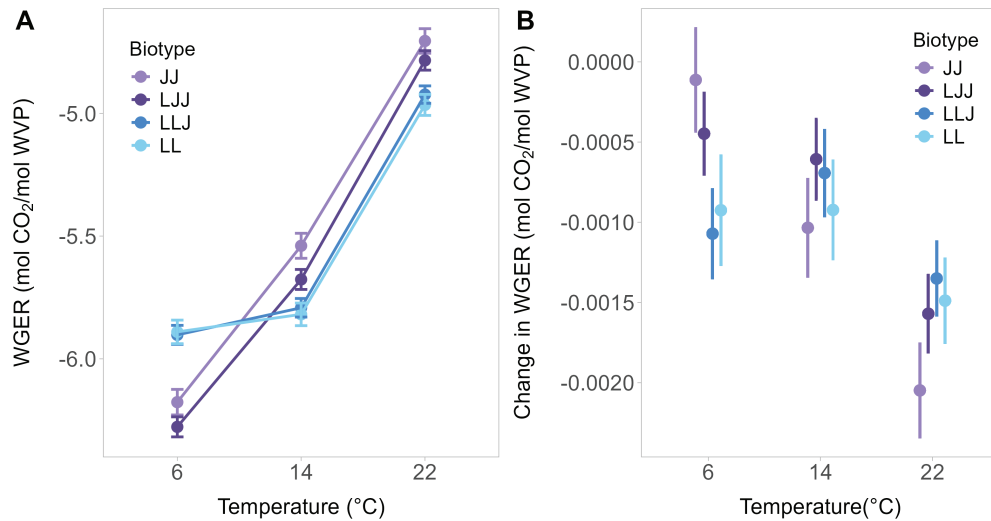 A
WGER (mol CO₂/mol WVP)
Biotype
JJ
LJJ
LLJ
LL
-5.0
-5.5
-6.0
6
14
22
Temperature (°C)
B
Change in WGER (mol CO₂/mol WVP)
Biotype
JJ
LJJ
LLJ
LL
0.0000
-0.0005
-0.0010
-0.0015
-0.0020
6
14
22
Temperature(°C)